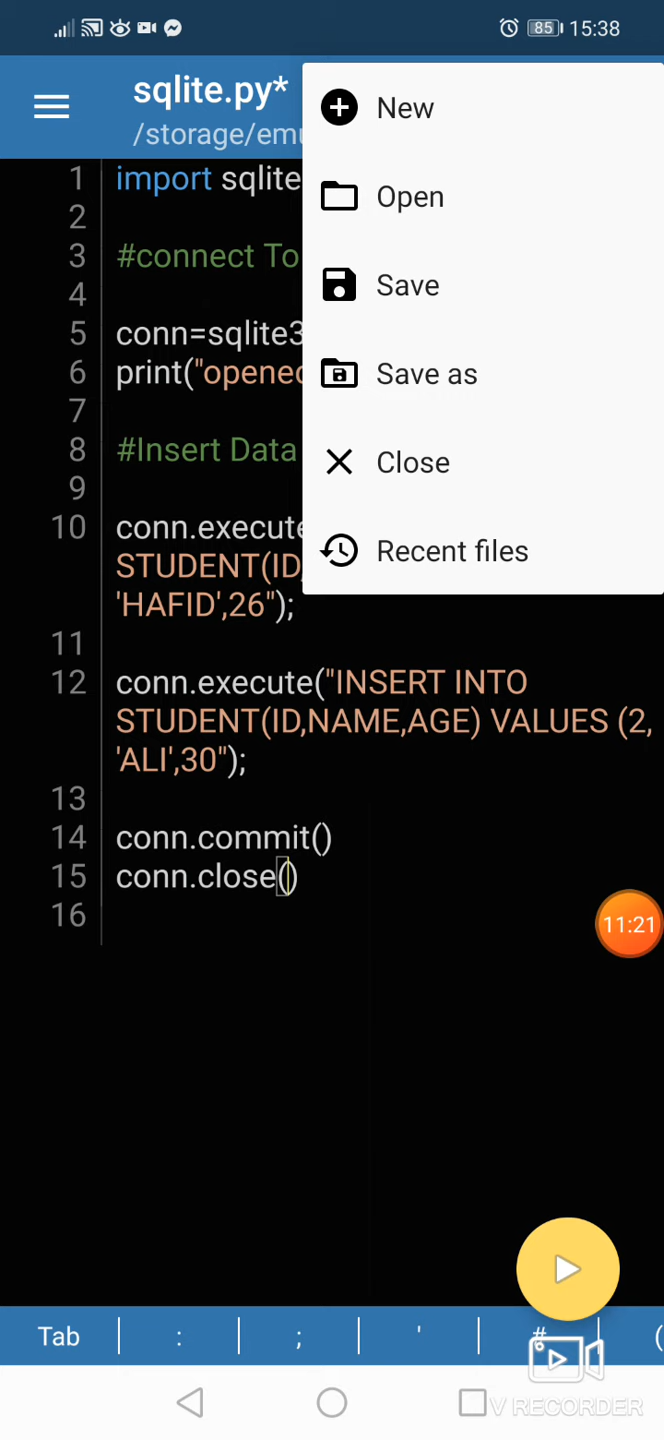 85 15:38
sqlite.py*
/storage/emu
New
Open
Save
Save as
Close
Recent files
1 import sqlite
2
3 #connect To
4
5 conn=sqlite3
6 print("opened
7
8 #Insert Data
9
10 conn.execute
STUDENT(ID,
'HAFID',26");
11
12 conn.execute("INSERT INTO
STUDENT(ID,NAME,AGE) VALUES (2,
'ALI',30");
13
14 conn.commit()
15 conn.close()
16
11:21
Tab : ; ' # (
V RECORDER